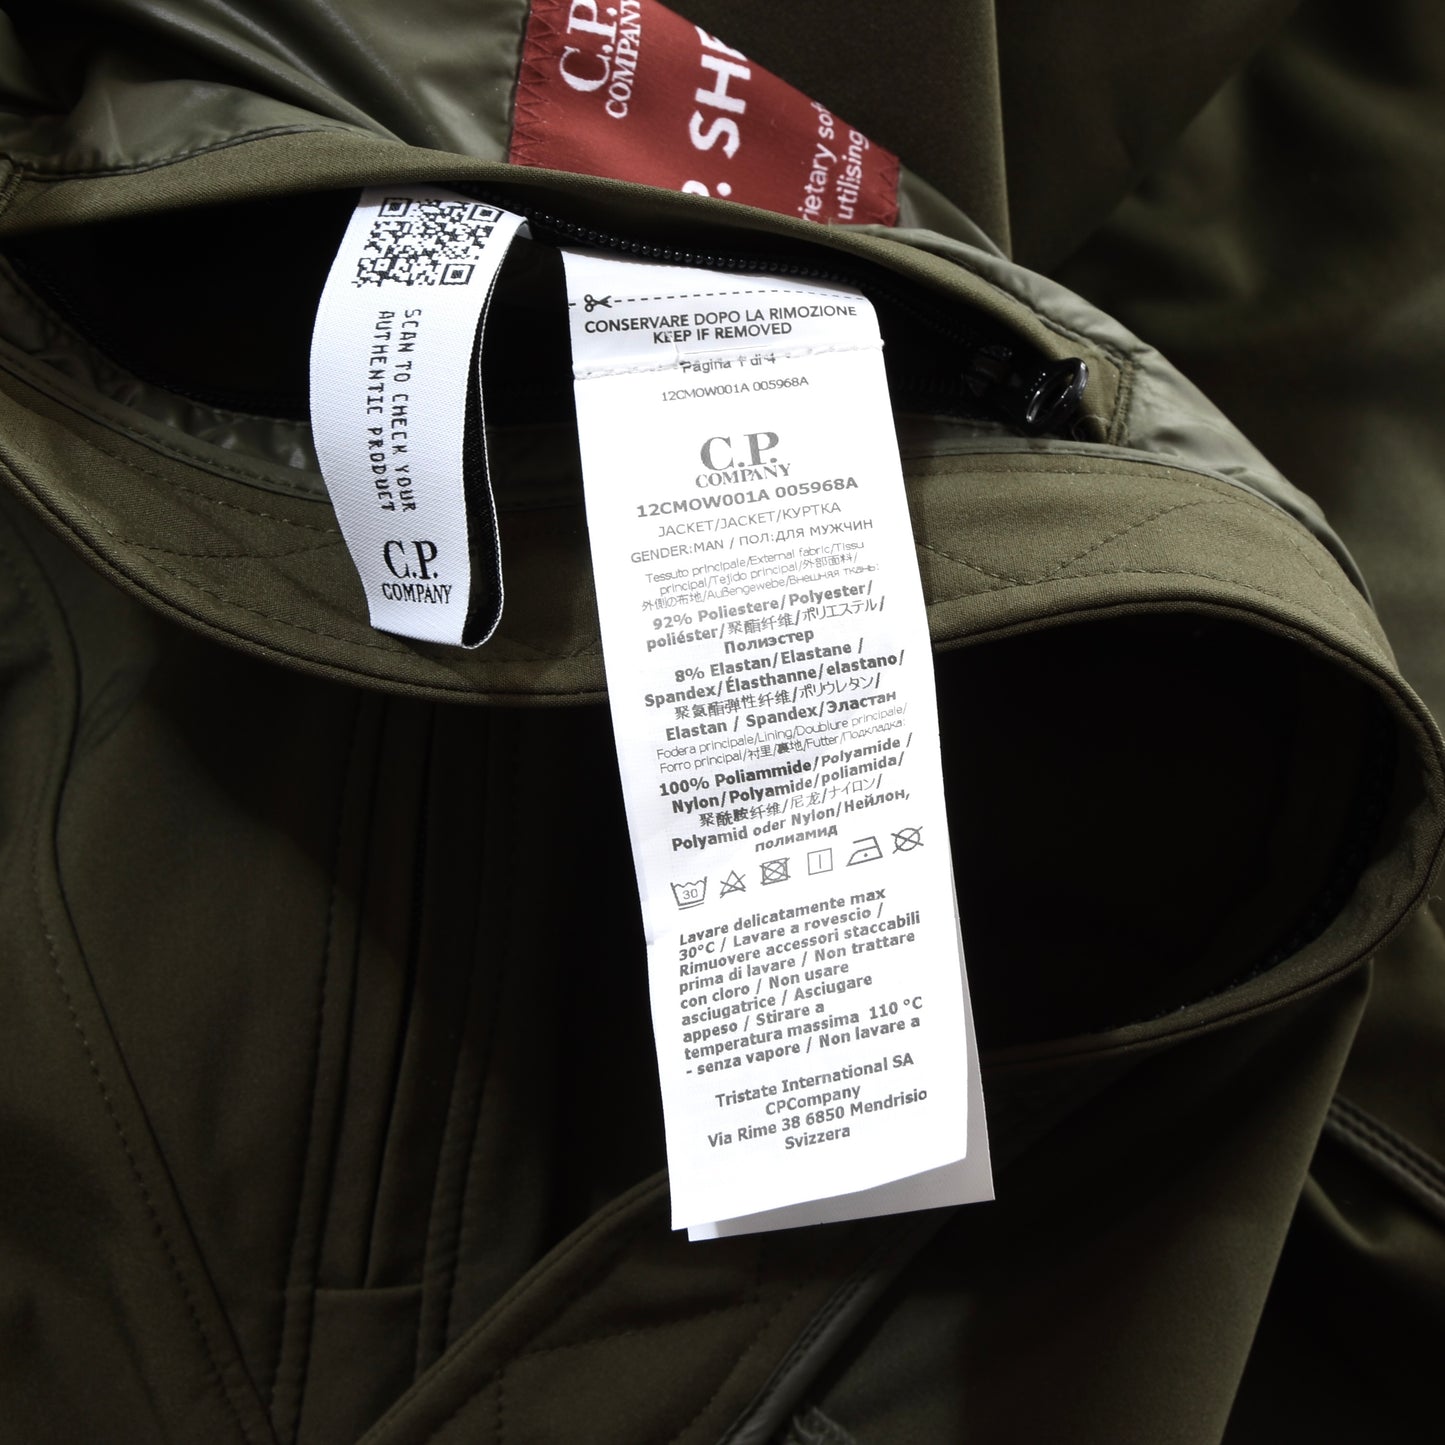 C.P.
COMPANY
P. SHE
rietary sof
utilising
SCAN TO CHECK YOUR
AUTHENTIC PRODUCT
C.P.
COMPANY
CONSERVARE DOPO LA RIMOZIONE
KEEP IF REMOVED
Pagina 1 di 4
12CMOW001A 005968A
C.P.
COMPANY
12CMOW001A 005968A
JACKET/JACKET/КУРТКА
GENDER:MAN / ПОЛ:ДЛЯ МУЖЧИН
Tessuto principale/External fabric/Tissu
principal/Tejido principal/外部面料/
外側の布地/Außengewebe/Внешняя ткань:
92% Poliestere/Polyester/
poliéster/聚酯纤维/ポリエステル/
Полиэстер
8% Elastan/Elastane /
Spandex/Élasthanne/elastano/
聚氨酯弹性纤维/ポリウレタン/
Elastan / Spandex/Эластан
Fodera principale/Lining/Doublure principale/
Forro principal/衬里/裏地/Futter/Подкладка:
100% Poliammide/Polyamide /
Nylon/Polyamide/poliamida/
聚酰胺纤维/尼龙/ナイロン/
Polyamid oder Nylon/Нейлон,
полиамид
30
Lavare delicatamente max
30°C / Lavare a rovescio /
Rimuovere accessori staccabili
prima di lavare / Non trattare
con cloro / Non usare
asciugatrice / Asciugare
appeso / Stirare a
temperatura massima 110 °C
- senza vapore / Non lavare a
Tristate International SA
CPCompany
Via Rime 38 6850 Mendrisio
Svizzera